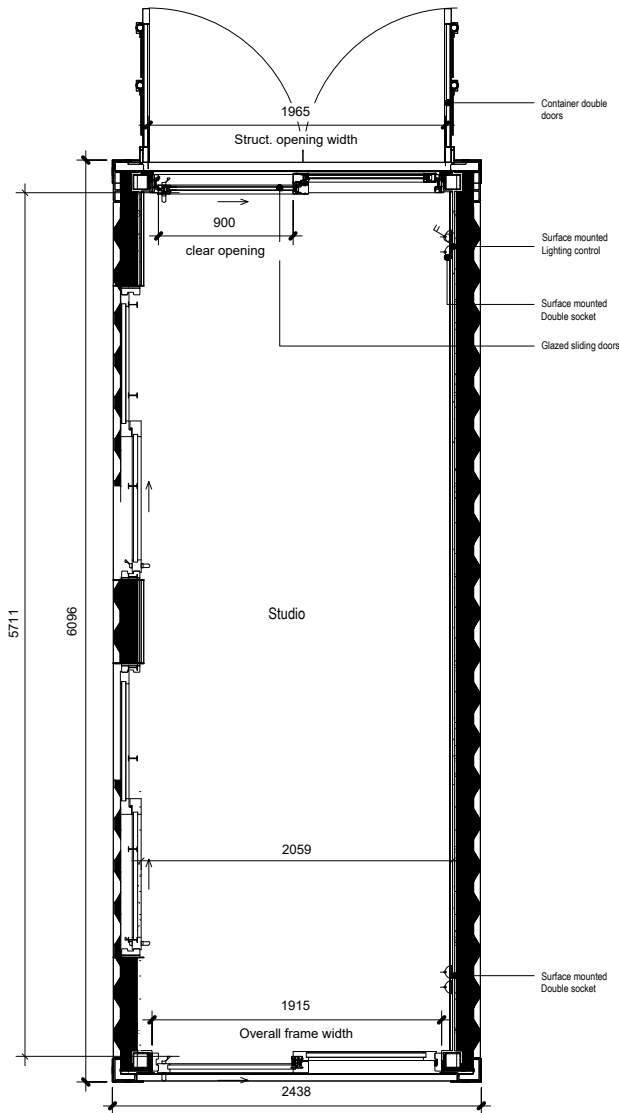 1965
Struct. opening width
Container double
doors
900
clear opening
Surface mounted
Lighting control
Surface mounted
Double socket
Glazed sliding doors
5711
6096
Studio
2059
Surface mounted
Double socket
1915
Overall frame width
2438